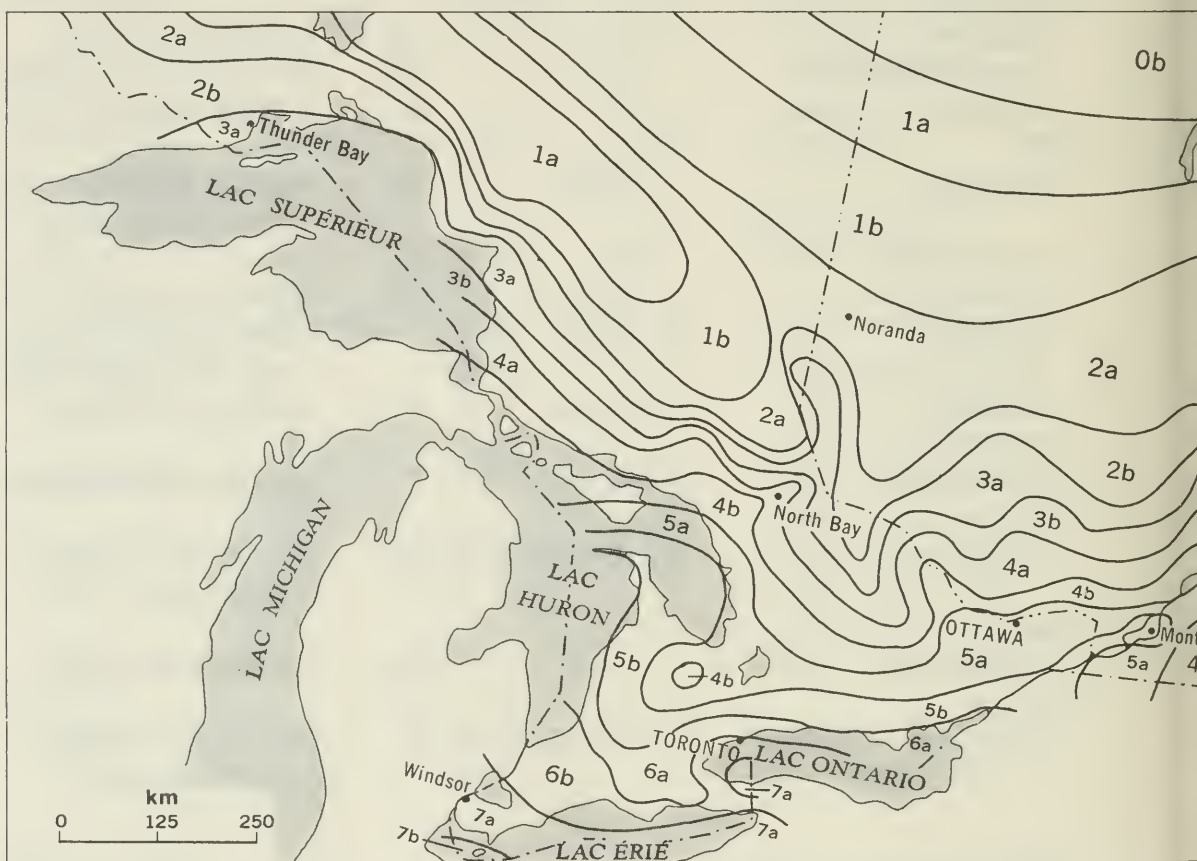 2a
0b
2b
1a
3a
Thunder Bay
1a
LAC SUPÉRIEUR
1b
3b
3a
Noranda
1b
4a
2a
2a
2b
3a
4b
North Bay
3b
5a
4a
LAC MICHIGAN
LAC
HURON
4b
OTTAWA
Mont
5a
5b
4b
5a
4
5b
TORONTO
LAC ONTARIO
6a
Windsor
6b
6a
7a
7a
7a
7b
LAC ÉRIÉ
km
0 125 250